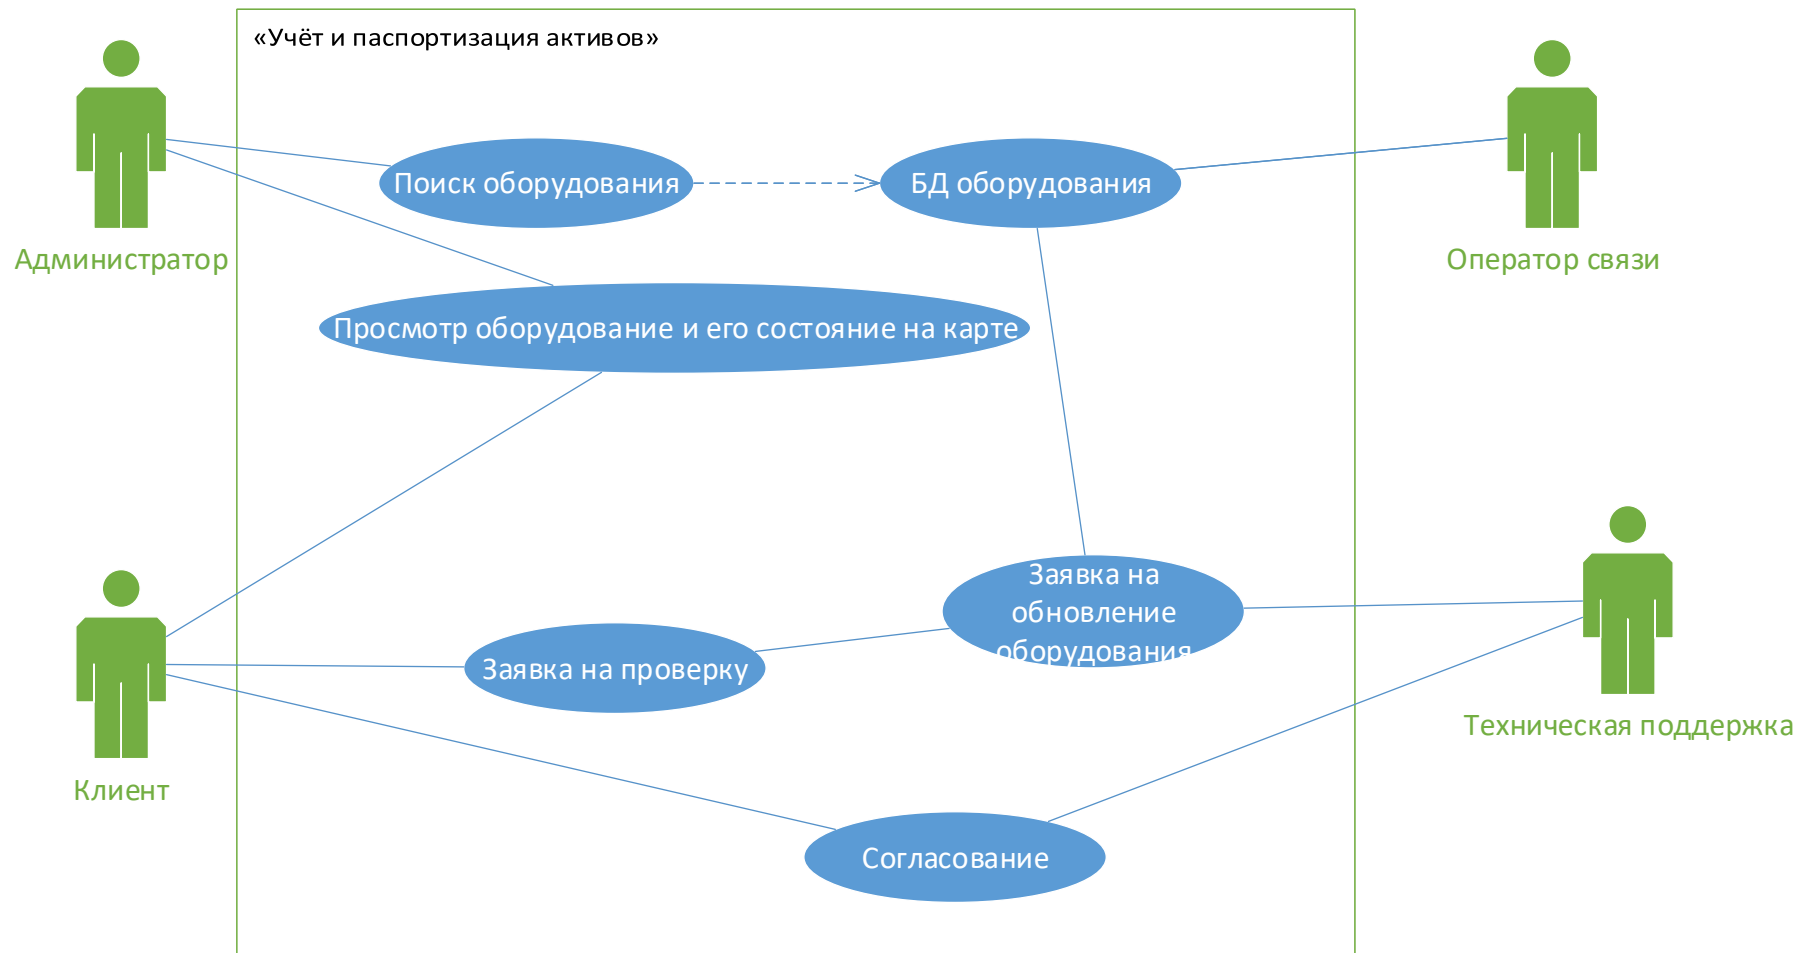 «Учёт и паспортизация активов»
Поиск оборудования
БД оборудования
Администратор
Оператор связи
Просмотр оборудование и его состояние на карте
Заявка на
обновление
оборудования
Заявка на проверку
Техническая поддержка
Клиент
Согласование